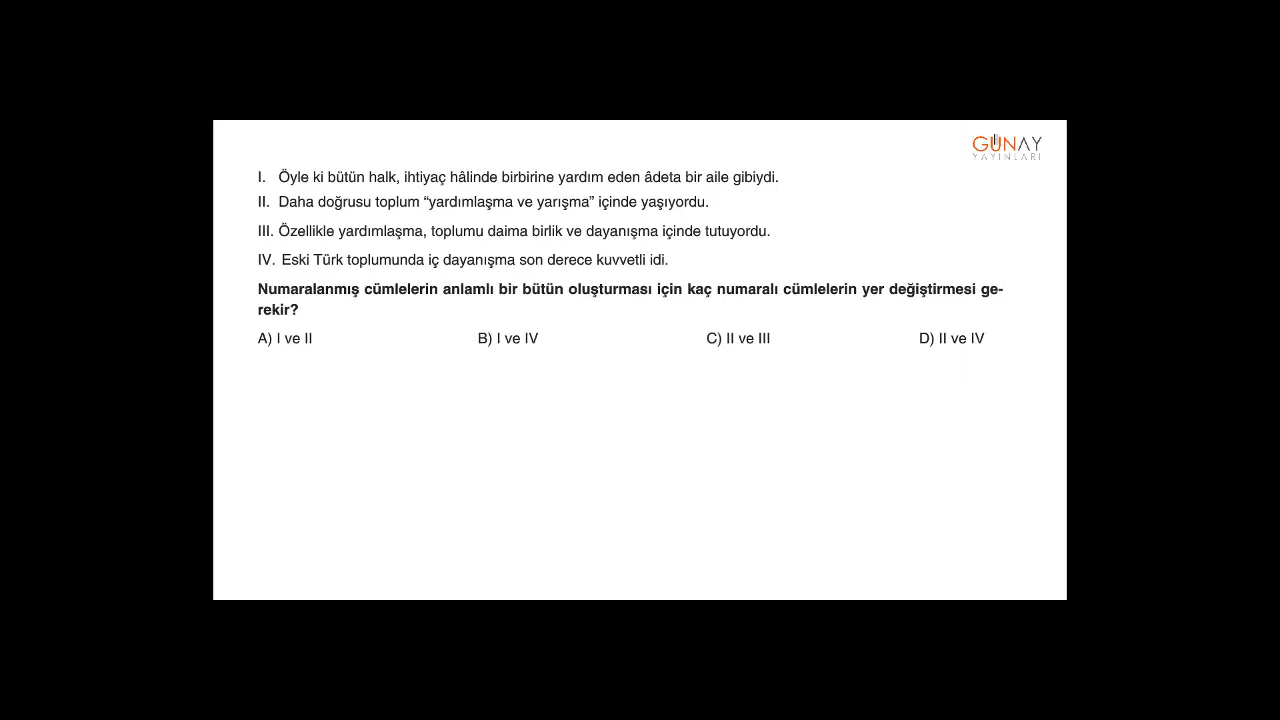 GÜNAY
YAYINLARI
I. Öyle ki bütün halk, ihtiyaç hâlinde birbirine yardım eden âdeta bir aile gibiydi.
II. Daha doğrusu toplum “yardımlaşma ve yarışma” içinde yaşıyordu.
III. Özellikle yardımlaşma, toplumu daima birlik ve dayanışma içinde tutuyordu.
IV. Eski Türk toplumunda iç dayanışma son derece kuvvetli idi.
Numaralanmış cümlelerin anlamlı bir bütün oluşturması için kaç numaralı cümlelerin yer değiştirmesi ge-
rekir?
A) I ve II B) I ve IV C) II ve III D) II ve IV